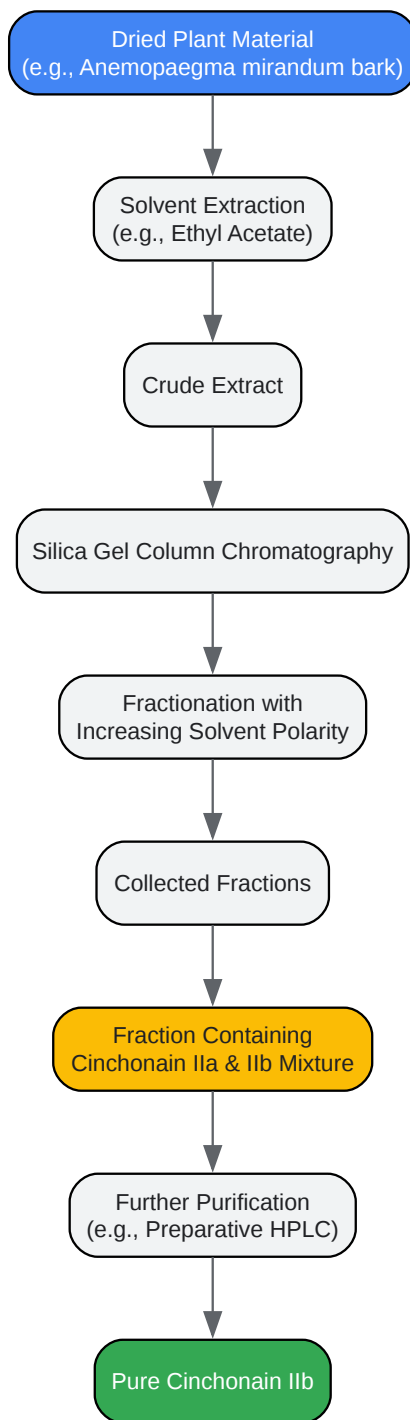 Dried Plant Material
(e.g., Anemopaegma mirandum bark)
Solvent Extraction
(e.g., Ethyl Acetate)
Crude Extract
Silica Gel Column Chromatography
Fractionation with
Increasing Solvent Polarity
Collected Fractions
Fraction Containing
Cinchonain IIa & IIb Mixture
Further Purification
(e.g., Preparative HPLC)
Pure Cinchonain IIb